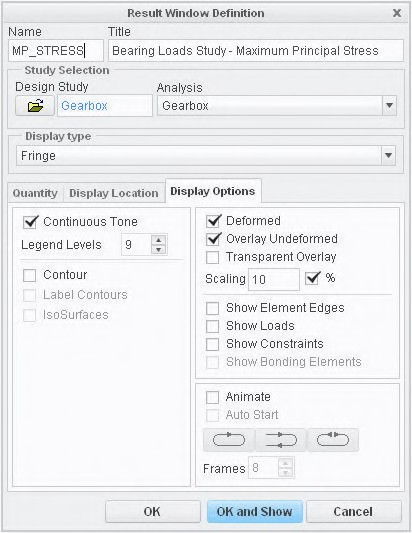 Result Window Definition
Name Title
MP_STRESS Bearing Loads Study - Maximum Principal Stress
Study Selection
Design Study Analysis
Gearbox Gearbox
Display type
Fringe
Quantity Display Location Display Options
Continuous Tone
Legend Levels 9
Contour
Label Contours
IsoSurfaces
Deformed
Overlay Undeformed
Transparent Overlay
Scaling 10 %
Show Element Edges
Show Loads
Show Constraints
Show Bonding Elements
Animate
Auto Start
Frames 8
OK OK and Show Cancel